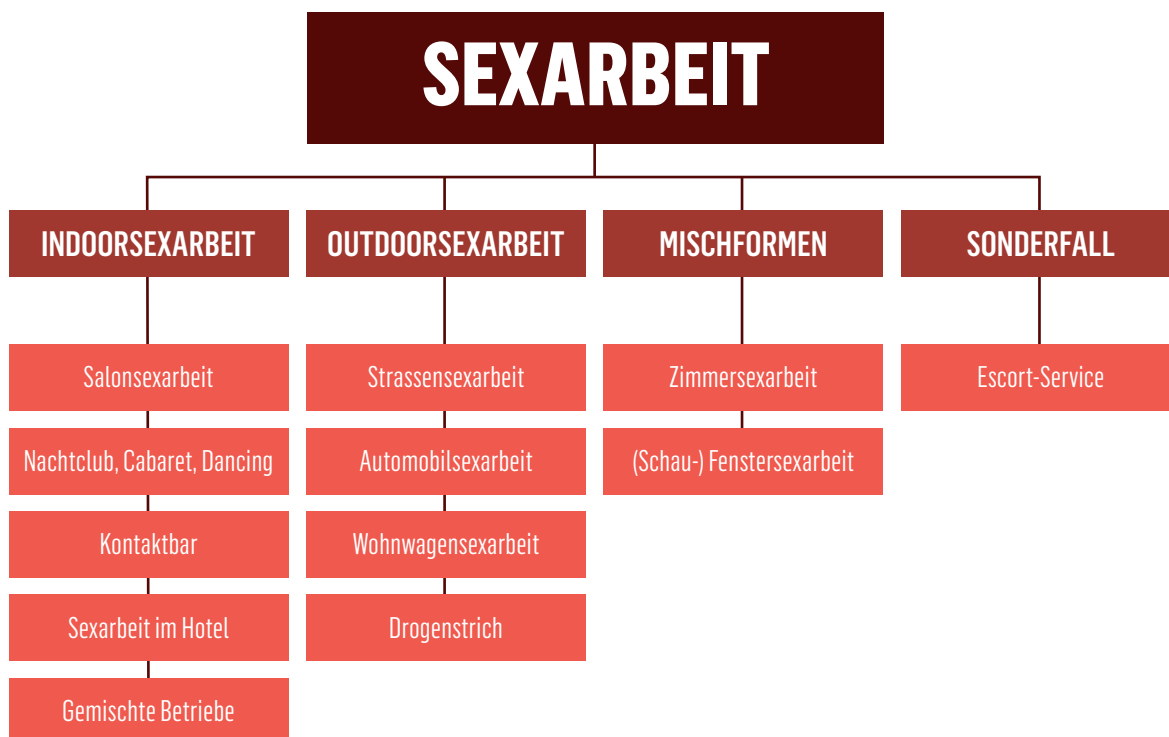 SEXARBEIT
INDOORSEXARBEIT
OUTDOORSEXARBEIT
MISCHFORMEN
SONDERFALL
Salonsexarbeit
Strassensexarbeit
Zimmersexarbeit
Escort-Service
Nachtclub, Cabaret, Dancing
Automobilsexarbeit
(Schau-) Fenstersexarbeit
Kontaktbar
Wohnwagensexarbeit
Sexarbeit im Hotel
Drogenstrich
Gemischte Betriebe